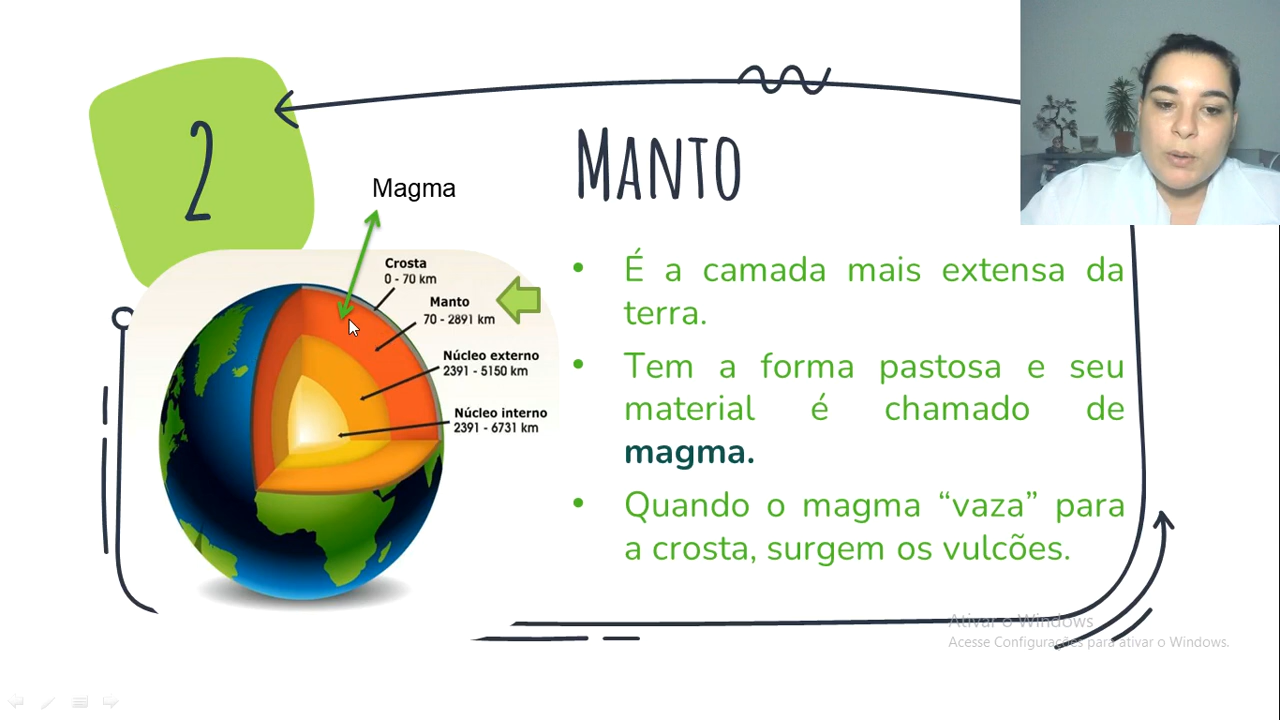 2
Magma
Crosta
0 - 70 km
Manto
70 - 2891 km
Núcleo externo
2391 - 5150 km
Núcleo interno
2391 - 6731 km
MANTO
• É a camada mais extensa da
terra.
• Tem a forma pastosa e seu
material é chamado de
magma.
• Quando o magma “vaza” para
a crosta, surgem os vulcões.
Ativar o Windows
Acesse Configurações para ativar o Windows.